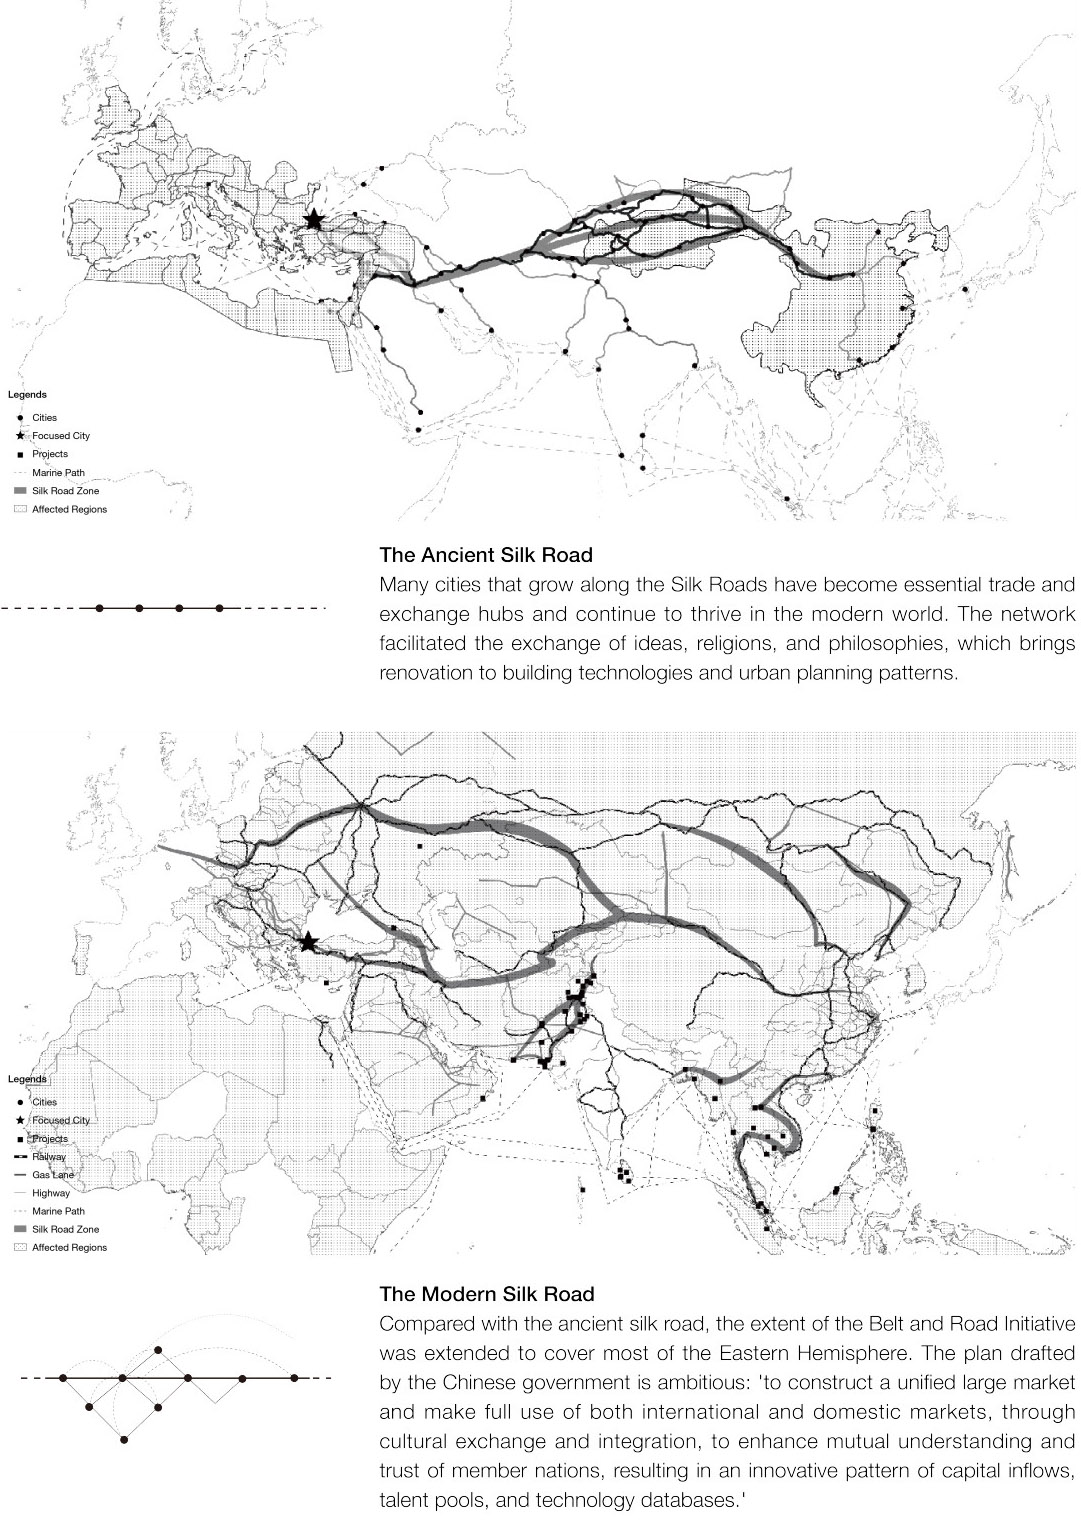 Legends
Cities
Focused City
Projects
Marine Path
Silk Road Zone
Affected Regions
The Ancient Silk Road
Many cities that grow along the Silk Roads have become essential trade and
exchange hubs and continue to thrive in the modern world. The network
facilitated the exchange of ideas, religions, and philosophies, which brings
renovation to building technologies and urban planning patterns.
Legends
Cities
Focused City
Projects
Railway
Gas Lane
Highway
Marine Path
Silk Road Zone
Affected Regions
The Modern Silk Road
Compared with the ancient silk road, the extent of the Belt and Road Initiative
was extended to cover most of the Eastern Hemisphere. The plan drafted
by the Chinese government is ambitious: 'to construct a unified large market
and make full use of both international and domestic markets, through
cultural exchange and integration, to enhance mutual understanding and
trust of member nations, resulting in an innovative pattern of capital inflows,
talent pools, and technology databases.'